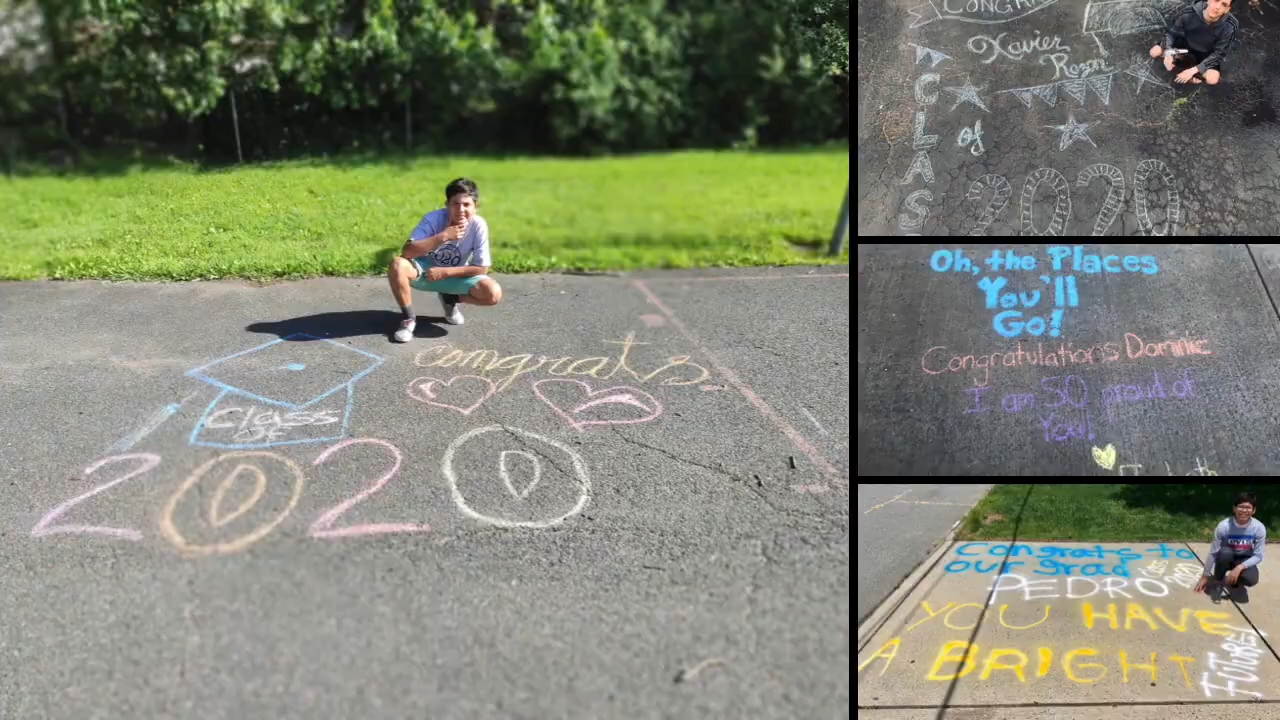 2020
congrats
Class
of
2020
Xavier
CLASS
of
2020
Oh, the Places
You'll
Go!
Congratulations Dominic
I am SO proud of
You!
Congrats to
our grad
PEDRO
YOU HAVE
A BRIGHT
FUTURE!